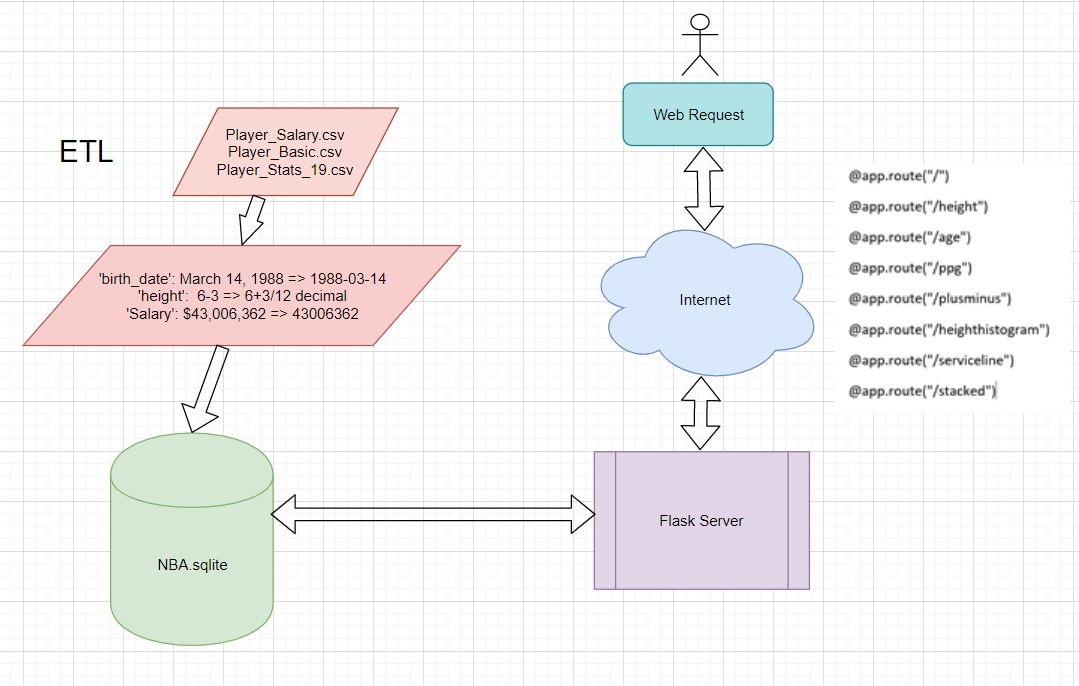 ETL
Player_Salary.csv
Player_Basic.csv
Player_Stats_19.csv
'birth_date': March 14, 1988 => 1988-03-14
'height':  6-3 => 6+3/12 decimal
'Salary': $43,006,362 => 43006362
NBA.sqlite
Web Request
Internet
Flask Server
@app.route("/")
@app.route("/height")
@app.route("/age")
@app.route("/ppg")
@app.route("/plusminus")
@app.route("/heighthistogram")
@app.route("/serviceline")
@app.route("/stacked")